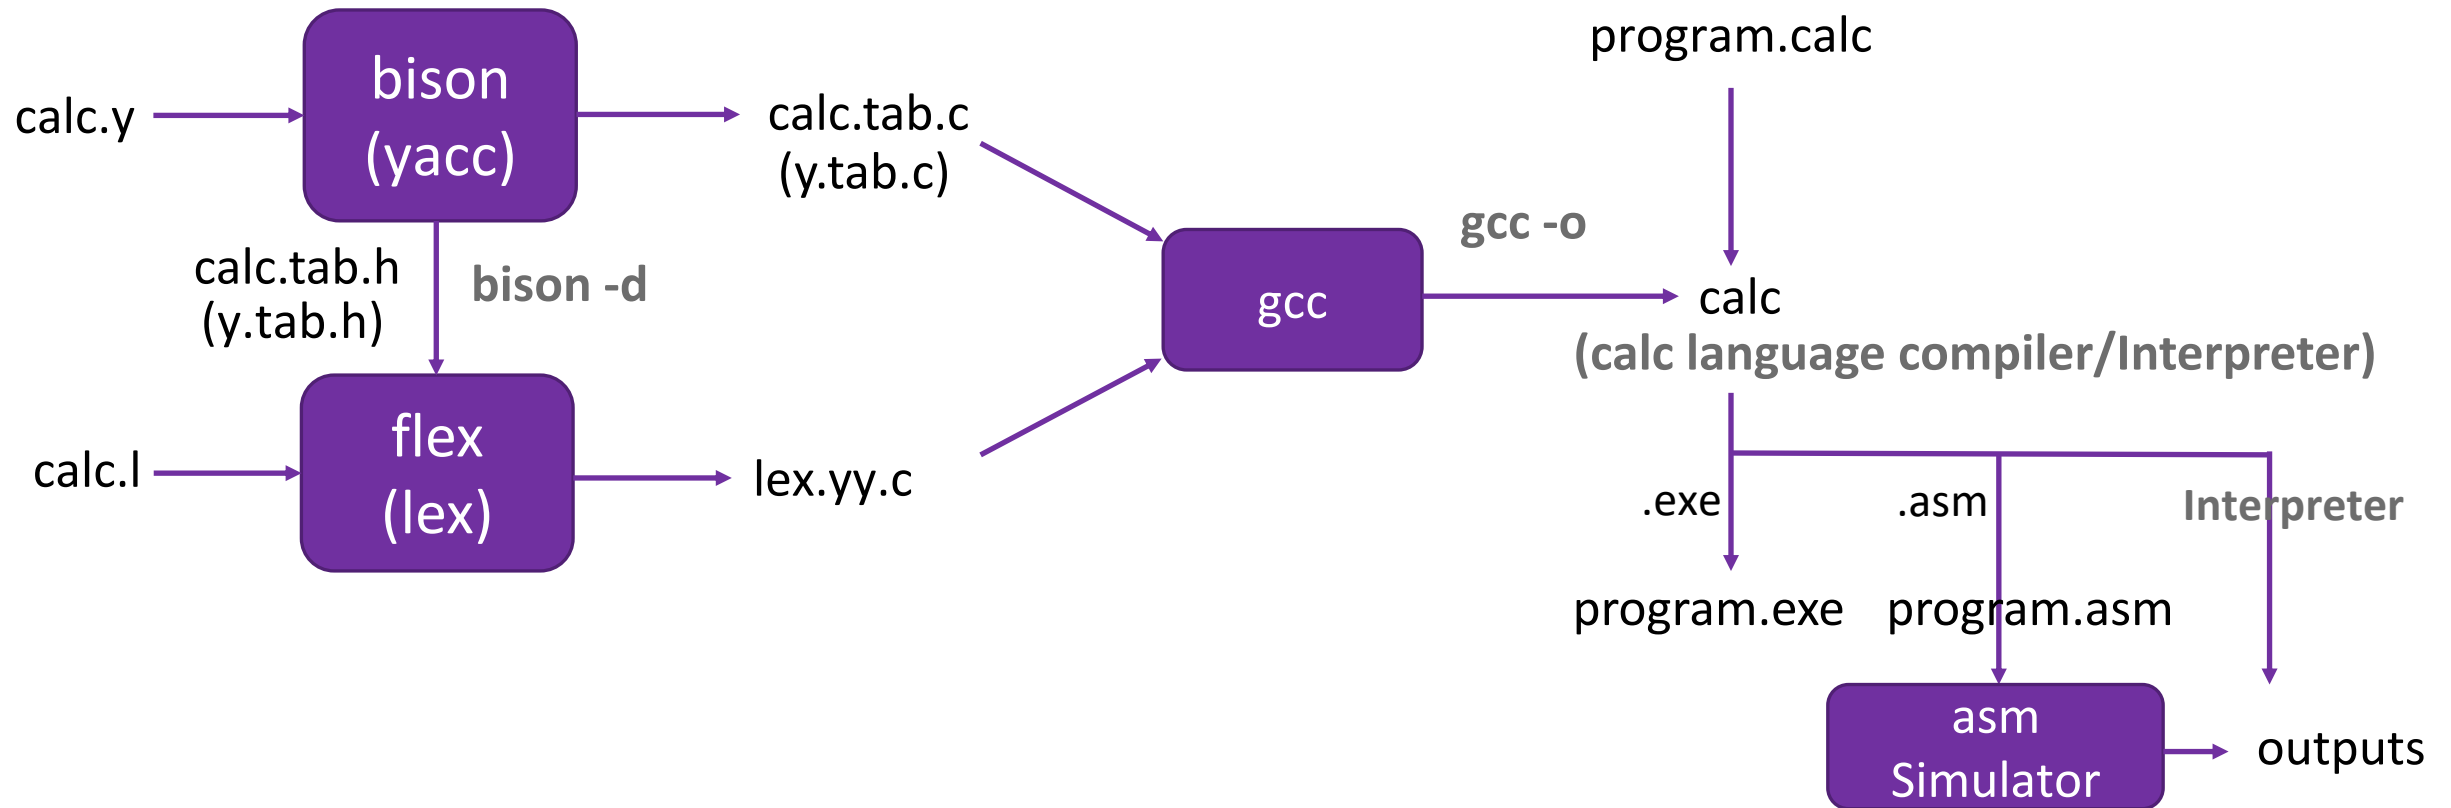 calc.y
bison
(yacc)
calc.tab.c
(y.tab.c)
calc.tab.h
(y.tab.h)
bison -d
calc.l
flex
(lex)
lex.yy.c
gcc
gcc -o
program.calc
calc
(calc language compiler/Interpreter)
.exe
.asm
Interpreter
program.exe
program.asm
asm
Simulator
outputs